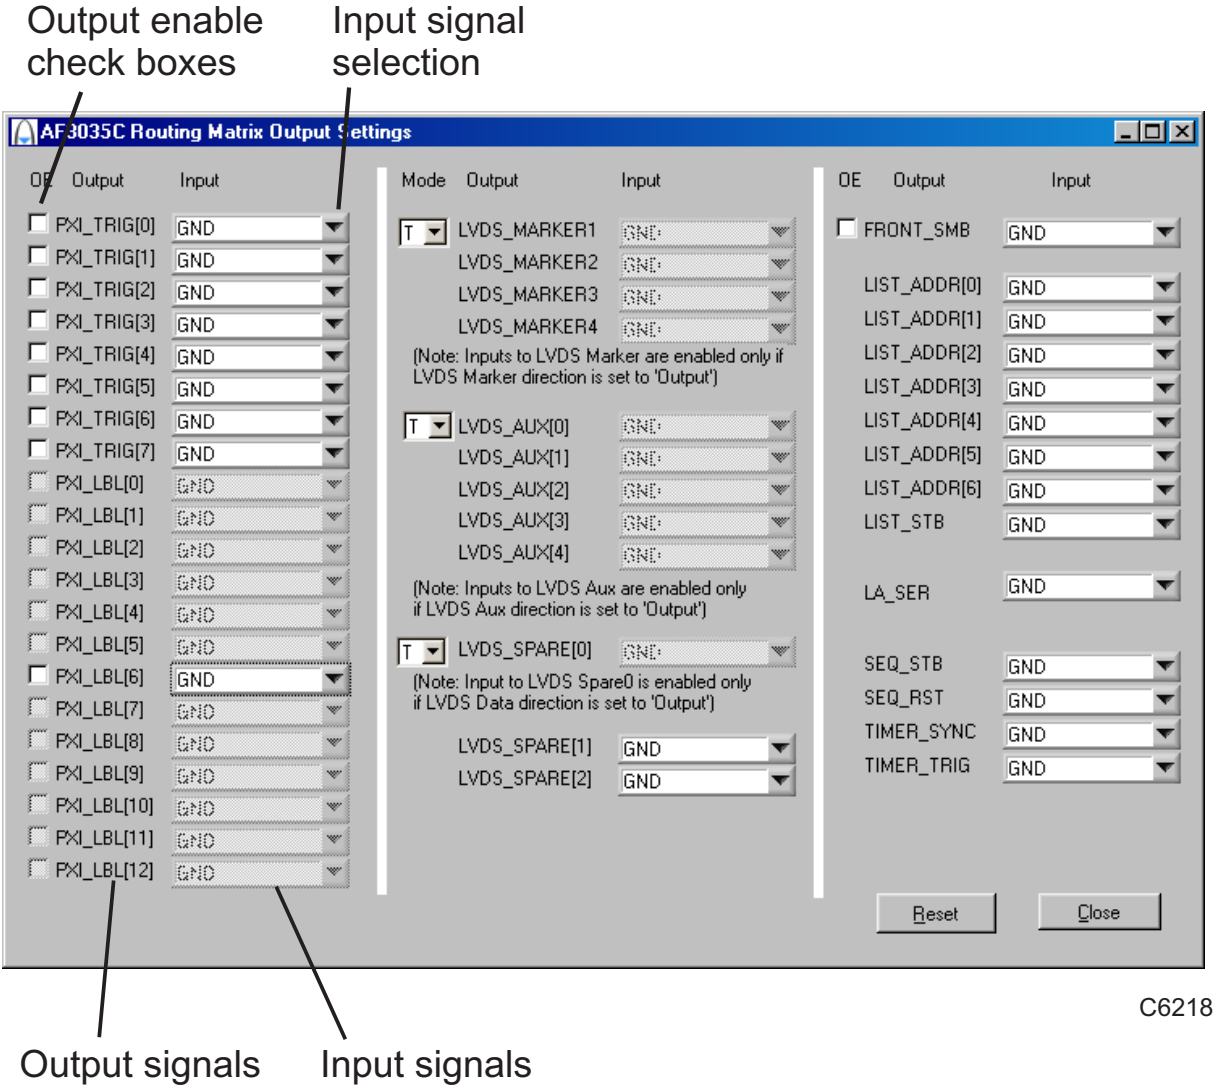 Output enable check boxes
Input signal selection
AF3035C Routing Matrix Output Settings
OE Output Input
PXI_TRIG[0] GND
PXI_TRIG[1] GND
PXI_TRIG[2] GND
PXI_TRIG[3] GND
PXI_TRIG[4] GND
PXI_TRIG[5] GND
PXI_TRIG[6] GND
PXI_TRIG[7] GND
PXI_LBL[0] GND
PXI_LBL[1] GND
PXI_LBL[2] GND
PXI_LBL[3] GND
PXI_LBL[4] GND
PXI_LBL[5] GND
PXI_LBL[6] GND
PXI_LBL[7] GND
PXI_LBL[8] GND
PXI_LBL[9] GND
PXI_LBL[10] GND
PXI_LBL[11] GND
PXI_LBL[12] GND
Mode Output Input
T LVDS_MARKER1 GND
LVDS_MARKER2 GND
LVDS_MARKER3 GND
LVDS_MARKER4 GND
(Note: Inputs to LVDS Marker are enabled only if
LVDS Marker direction is set to 'Output')
T LVDS_AUX[0] GND
LVDS_AUX[1] GND
LVDS_AUX[2] GND
LVDS_AUX[3] GND
LVDS_AUX[4] GND
(Note: Inputs to LVDS Aux are enabled only
if LVDS Aux direction is set to 'Output')
T LVDS_SPARE[0] GND
(Note: Input to LVDS Spare0 is enabled only
if LVDS Data direction is set to 'Output')
LVDS_SPARE[1] GND
LVDS_SPARE[2] GND
OE Output Input
FRONT_SMB GND
LIST_ADDR[0] GND
LIST_ADDR[1] GND
LIST_ADDR[2] GND
LIST_ADDR[3] GND
LIST_ADDR[4] GND
LIST_ADDR[5] GND
LIST_ADDR[6] GND
LIST_STB GND
LA_SER GND
SEQ_STB GND
SEQ_RST GND
TIMER_SYNC GND
TIMER_TRIG GND
Reset Close
C6218
Output signals Input signals